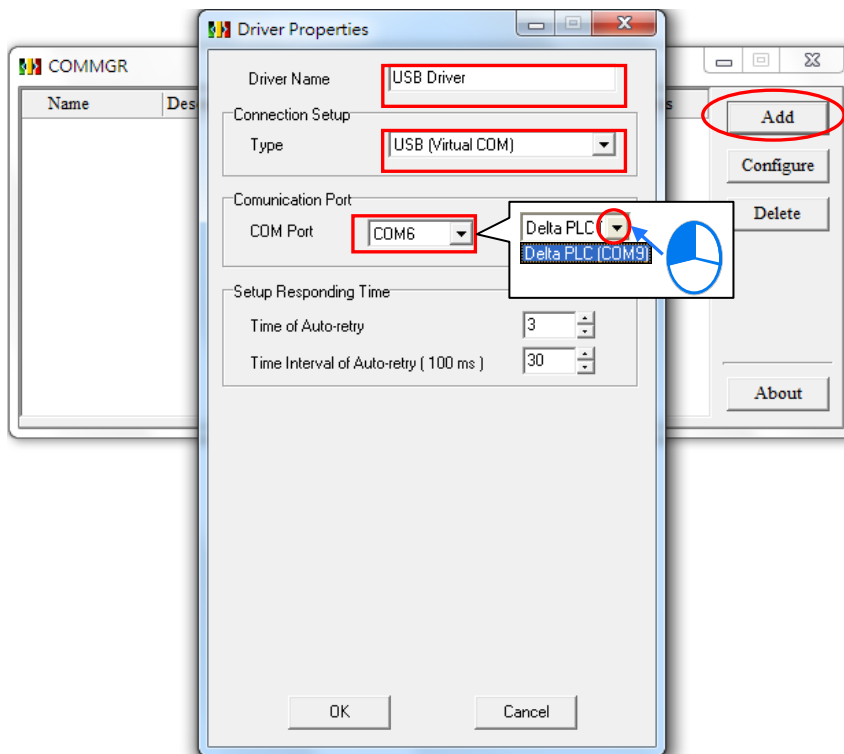 Driver Properties
COMMGR
Name
Des
s
Add
Configure
Delete
About
Driver Name
USB Driver
Connection Setup
Type
USB (Virtual COM)
Comunication Port
COM Port
COM6
Delta PLC (
Delta PLC (COM9)
Setup Responding Time
Time of Auto-retry
3
Time Interval of Auto-retry ( 100 ms )
30
OK
Cancel